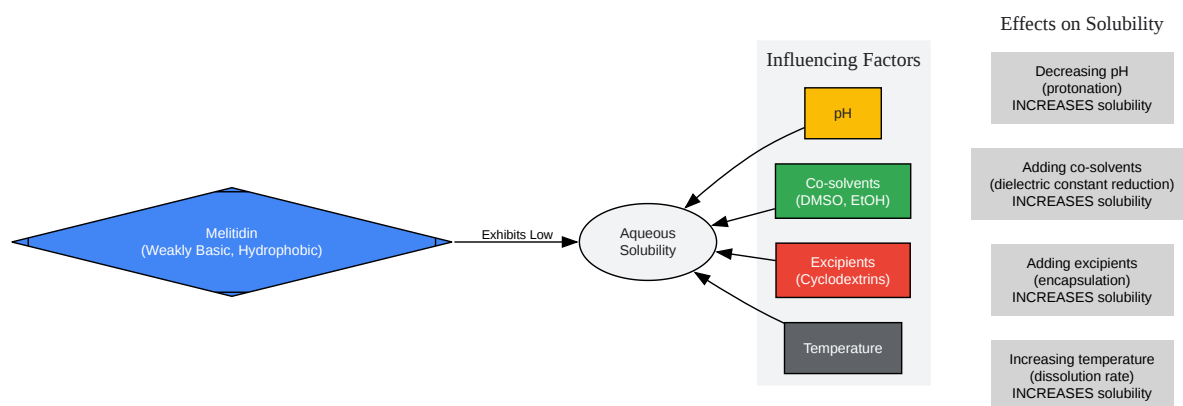 Effects on Solubility
Influencing Factors
Decreasing pH
(protonation)
INCREASES solubility
pH
Adding co-solvents
(dielectric constant reduction)
INCREASES solubility
Co-solvents
(DMSO, EtOH)
Melitidin
(Weakly Basic, Hydrophobic)
Exhibits Low
Aqueous
Solubility
Excipients
(Cyclodextrins)
Adding excipients
(encapsulation)
INCREASES solubility
Temperature
Increasing temperature
(dissolution rate)
INCREASES solubility